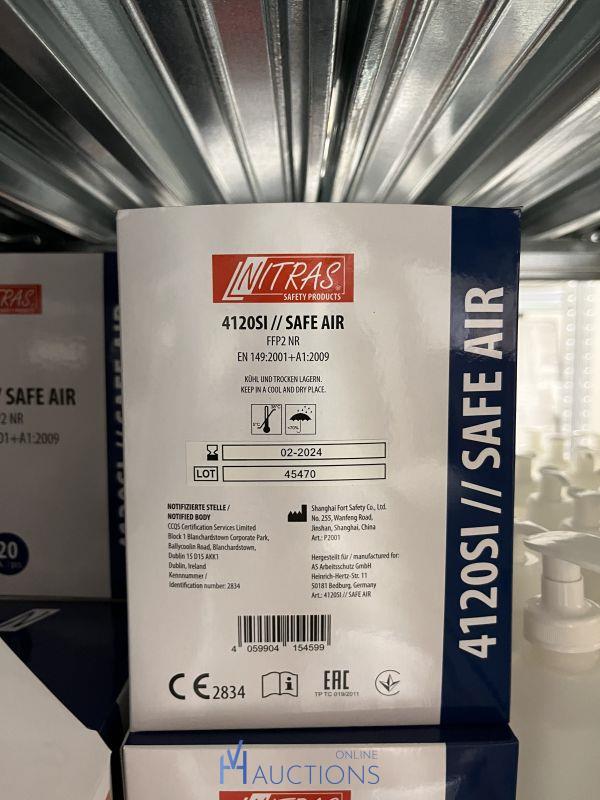 NITRAS
SAFETY PRODUCTS
4120SI // SAFE AIR
FFP2 NR
EN 149:2001+A1:2009
KÜHL UND TROCKEN LAGERN.
KEEP IN A COOL AND DRY PLACE.
02-2024
LOT 45470
NOTIFIZIERTE STELLE /
NOTIFIED BODY
CCQS Certification Services Limited
Block 1 Blanchardstown Corporate Park,
Ballycoolin Road, Blanchardstown,
Dublin 15 D15 AKK1
Dublin, Ireland
Kennnummer /
Identification number: 2834
Shanghai Fort Safety Co., Ltd.
No. 255, Wanfeng Road,
Jinshan, Shanghai, China
Art.: P2001
Hergestellt für / manufactured for:
AS Arbeitsschutz GmbH
Heinrich-Hertz-Str. 11
50181 Bedburg, Germany
Art.: 4120SI // SAFE AIR
4 059904 154599
CE 2834
EAC
TP TC 019/2011
4120SI // SAFE AIR
RAS
/ SAFE AIR
P2 NR
01+A1:2009
20
NITRAS
ONLINE
VH AUCTIONS